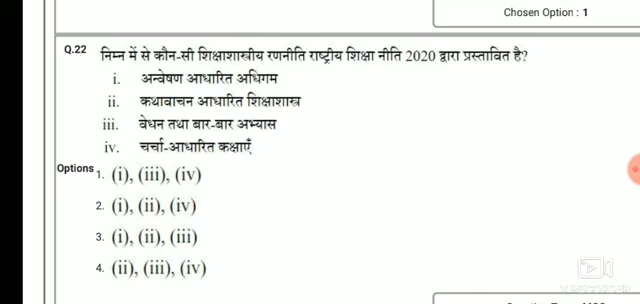 Chosen Option : 1
Q.22 निम्न में से कौन-सी शिक्षाशास्त्रीय रणनीति राष्ट्रीय शिक्षा नीति 2020 द्वारा प्रस्तावित है?
i. अन्वेषण आधारित अधिगम
ii. कथावाचन आधारित शिक्षाशास्त्र
iii. वेधन तथा बार-बार अभ्यास
iv. चर्चा-आधारित कक्षाएँ
Options 1. (i), (iii), (iv)
2. (i), (ii), (iv)
3. (i), (ii), (iii)
4. (ii), (iii), (iv)